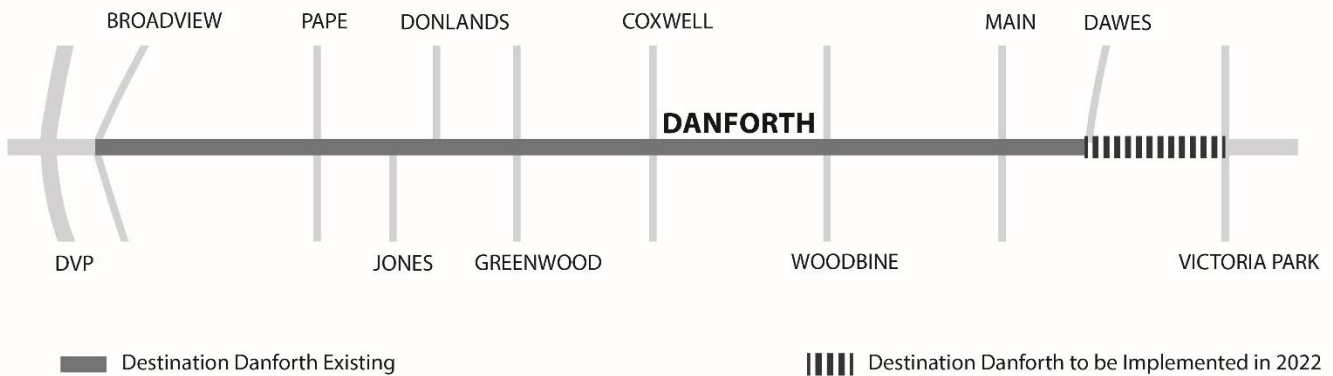 BROADVIEW PAPE DONLANDS COXWELL MAIN DAWES
DANFORTH
DVP JONES GREENWOOD WOODBINE VICTORIA PARK
Destination Danforth Existing Destination Danforth to be Implemented in 2022